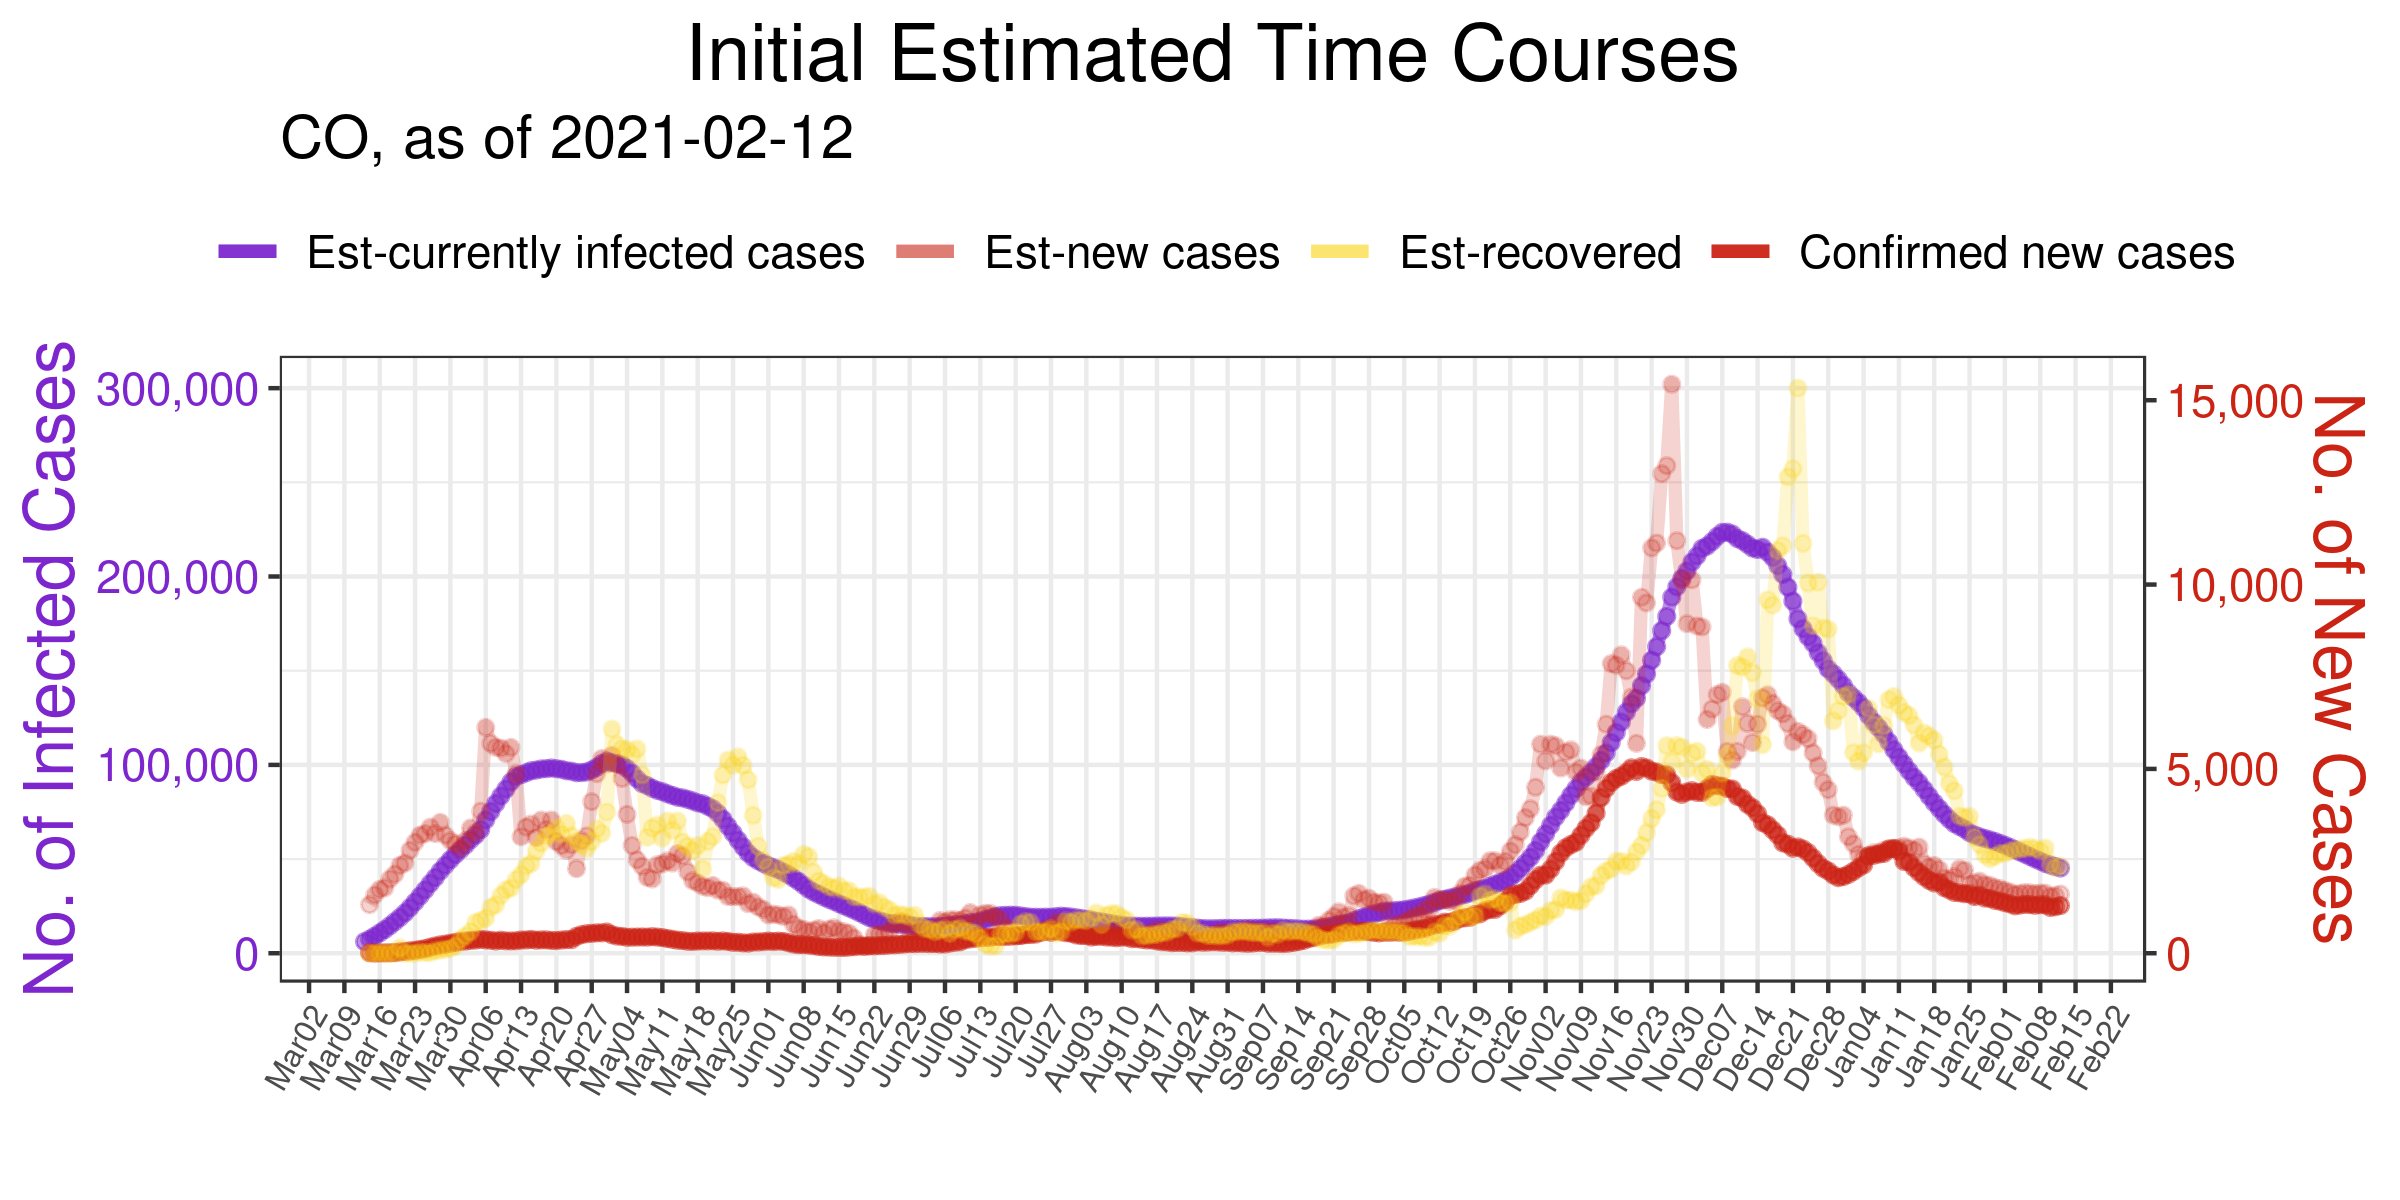 Initial Estimated Time Courses
CO, as of 2021-02-12
Est-currently infected cases
Est-new cases
Est-recovered
Confirmed new cases
No. of Infected Cases
300,000
200,000
100,000
0
15,000
10,000
5,000
0
No. of New Cases
Mar02
Mar09
Mar16
Mar23
Mar30
Apr06
Apr13
Apr20
Apr27
May04
May11
May18
May25
Jun01
Jun08
Jun15
Jun22
Jun29
Jul06
Jul13
Jul20
Jul27
Aug03
Aug10
Aug17
Aug24
Aug31
Sep07
Sep14
Sep21
Sep28
Oct05
Oct12
Oct19
Oct26
Nov02
Nov09
Nov16
Nov23
Nov30
Dec07
Dec14
Dec21
Dec28
Jan04
Jan11
Jan18
Jan25
Feb01
Feb08
Feb15
Feb22